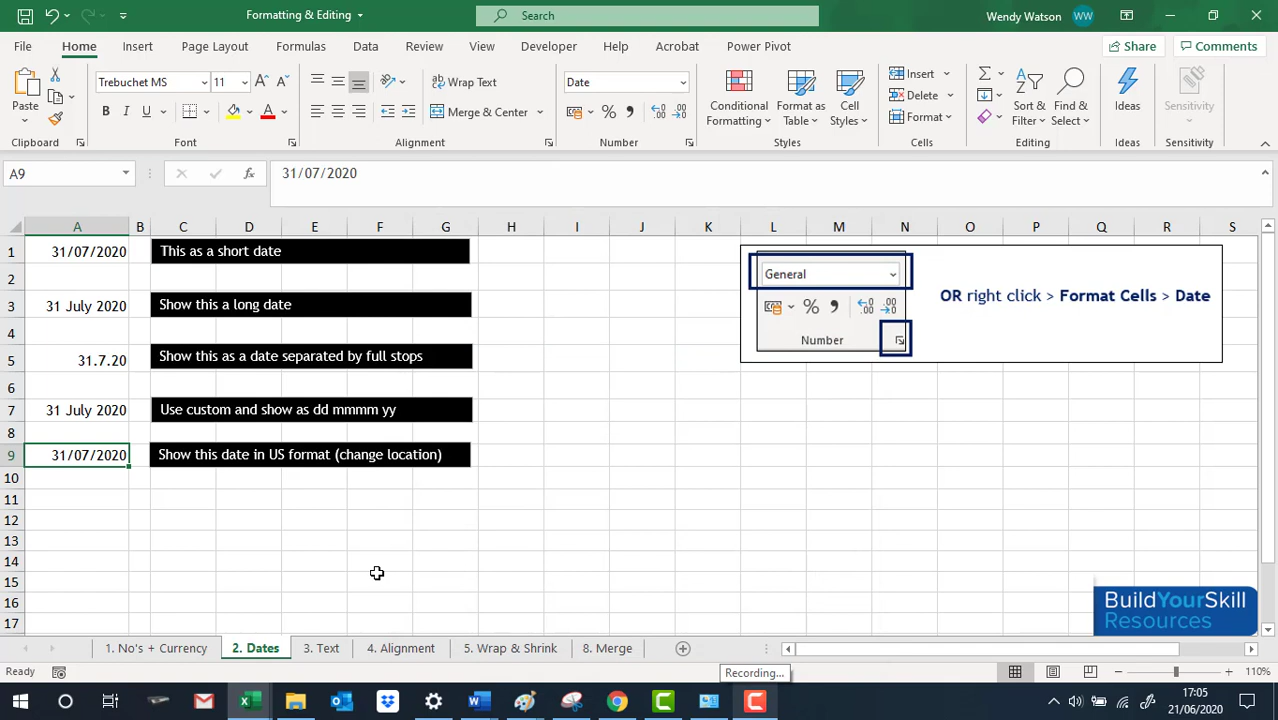 Formatting & Editing
Search
Wendy Watson
WW
File
Home
Insert
Page Layout
Formulas
Data
Review
View
Developer
Help
Acrobat
Power Pivot
Share
Comments
Paste
Trebuchet MS
11
A
A
B
I
U
A
ab
Wrap Text
Merge & Center
Date
%
Conditional
Formatting
Format as
Table
Cell
Styles
Insert
Delete
Format
Sort &
Filter
Find &
Select
Ideas
Sensitivity
Clipboard
Font
Alignment
Number
Styles
Cells
Editing
Ideas
Sensitivity
A9
fx
31/07/2020
A B C D E F G H I J K L M N O P Q R S
1 31/07/2020 This as a short date
2
3 31 July 2020 Show this a long date
4
5 31.7.20 Show this as a date separated by full stops
6
7 31 July 2020 Use custom and show as dd mmmm yy
8
9 31/07/2020 Show this date in US format (change location)
10
11
12
13
14
15
16
17
General
%
Number
OR right click > Format Cells > Date
BuildYourSkill
Resources
1. No's + Currency
2. Dates
3. Text
4. Alignment
5. Wrap & Shrink
8. Merge
Ready
Recording...
110%
17:05
21/06/2020